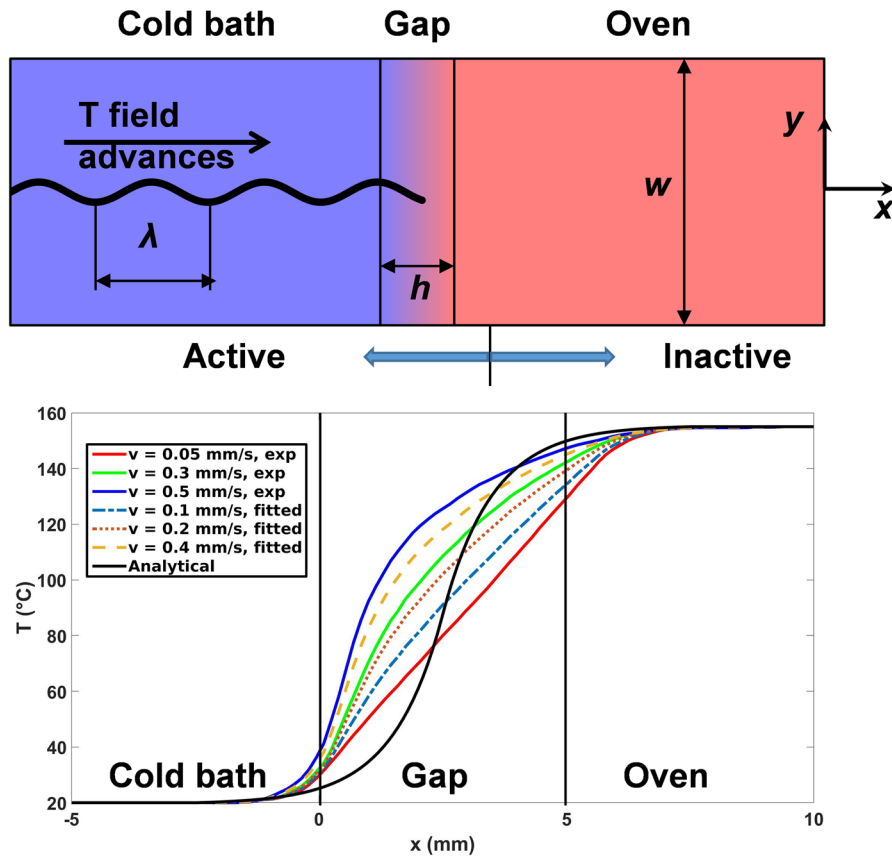 Cold bath Gap Oven
T field
advances
y
w
x
λ
h
Active Inactive
160
140
120
100
80
60
40
20
T (°C)
v = 0.05 mm/s, exp
v = 0.3 mm/s, exp
v = 0.5 mm/s, exp
v = 0.1 mm/s, fitted
v = 0.2 mm/s, fitted
v = 0.4 mm/s, fitted
Analytical
Cold bath Gap Oven
-5 0 5 10
x (mm)